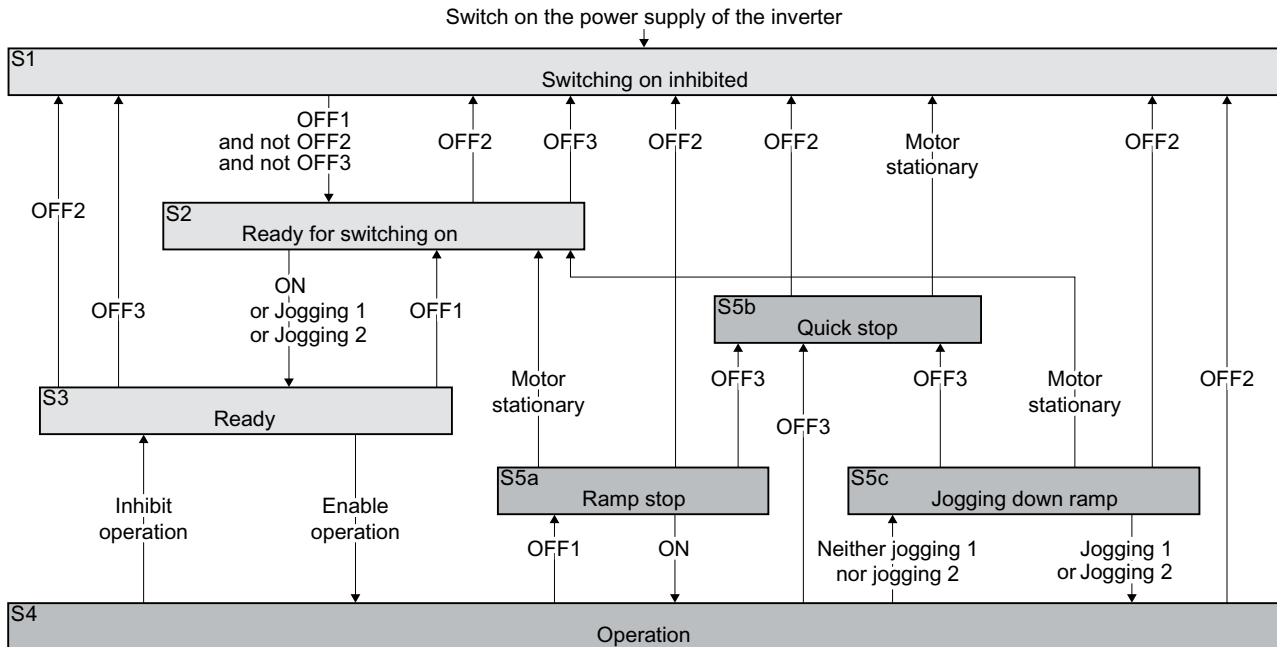 Switch on the power supply of the inverter
S1
Switching on inhibited
OFF1
and not OFF2
and not OFF3
OFF2
OFF3
OFF2
OFF2
Motor
stationary
OFF2
OFF2
S2
Ready for switching on
OFF3
ON
or Jogging 1
or Jogging 2
OFF1
S5b
Quick stop
Motor
stationary
OFF3
OFF3
Motor
stationary
OFF2
S3
Ready
OFF3
S5a
Ramp stop
S5c
Jogging down ramp
Inhibit
operation
Enable
operation
OFF1
ON
Neither jogging 1
nor jogging 2
Jogging 1
or Jogging 2
S4
Operation